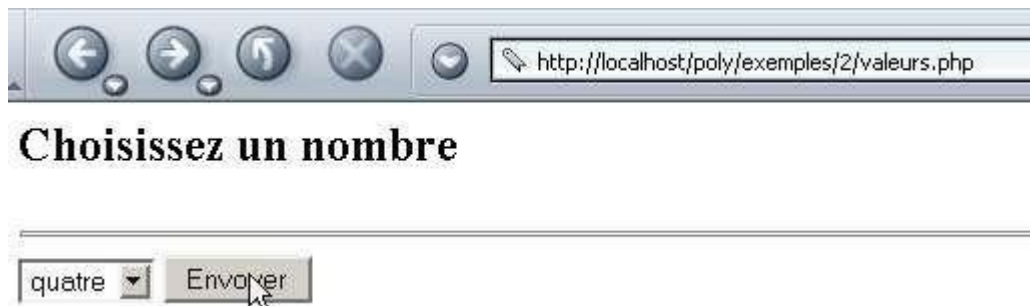 http://localhost/poly/exemples/2/valeurs.php
Choisissez un nombre
quatre Envoyer